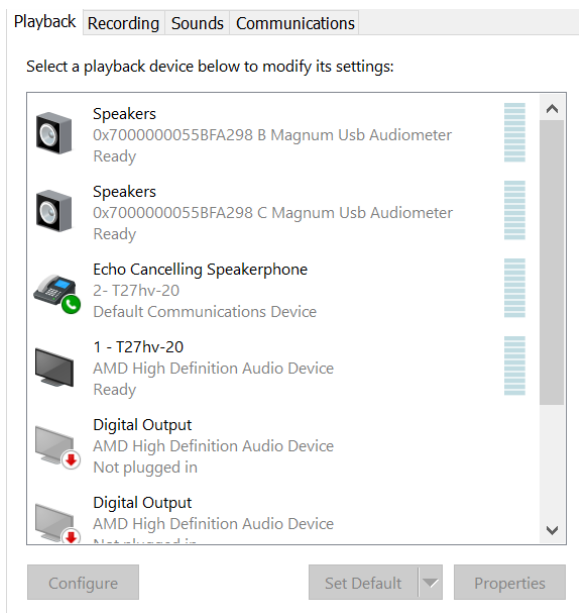 Playback Recording Sounds Communications
Select a playback device below to modify its settings:
Speakers
0x7000000055BFA298 B Magnum Usb Audiometer
Ready
Speakers
0x7000000055BFA298 C Magnum Usb Audiometer
Ready
Echo Cancelling Speakerphone
2- T27hv-20
Default Communications Device
1 - T27hv-20
AMD High Definition Audio Device
Ready
Digital Output
AMD High Definition Audio Device
Not plugged in
Digital Output
AMD High Definition Audio Device
Not plugged in
Configure Set Default Properties